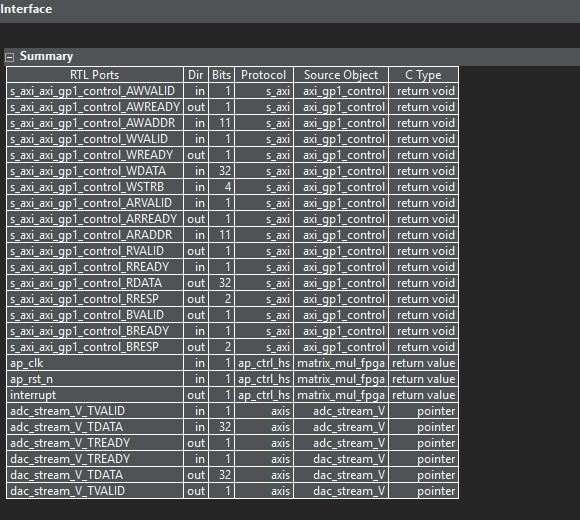 Interface
Summary
RTL Ports Dir Bits Protocol Source Object C Type
s_axi_axi_gp1_control_AWVALID in 1 s_axi axi_gp1_control return void
s_axi_axi_gp1_control_AWREADY out 1 s_axi axi_gp1_control return void
s_axi_axi_gp1_control_AWADDR in 11 s_axi axi_gp1_control return void
s_axi_axi_gp1_control_WVALID in 1 s_axi axi_gp1_control return void
s_axi_axi_gp1_control_WREADY out 1 s_axi axi_gp1_control return void
s_axi_axi_gp1_control_WDATA in 32 s_axi axi_gp1_control return void
s_axi_axi_gp1_control_WSTRB in 4 s_axi axi_gp1_control return void
s_axi_axi_gp1_control_ARVALID in 1 s_axi axi_gp1_control return void
s_axi_axi_gp1_control_ARREADY out 1 s_axi axi_gp1_control return void
s_axi_axi_gp1_control_ARADDR in 11 s_axi axi_gp1_control return void
s_axi_axi_gp1_control_RVALID out 1 s_axi axi_gp1_control return void
s_axi_axi_gp1_control_RREADY in 1 s_axi axi_gp1_control return void
s_axi_axi_gp1_control_RDATA out 32 s_axi axi_gp1_control return void
s_axi_axi_gp1_control_RRESP out 2 s_axi axi_gp1_control return void
s_axi_axi_gp1_control_BVALID out 1 s_axi axi_gp1_control return void
s_axi_axi_gp1_control_BREADY in 1 s_axi axi_gp1_control return void
s_axi_axi_gp1_control_BRESP out 2 s_axi axi_gp1_control return void
ap_clk in 1 ap_ctrl_hs matrix_mul_fpga return value
ap_rst_n in 1 ap_ctrl_hs matrix_mul_fpga return value
interrupt out 1 ap_ctrl_hs matrix_mul_fpga return value
adc_stream_V_TVALID in 1 axis adc_stream_V pointer
adc_stream_V_TDATA in 32 axis adc_stream_V pointer
adc_stream_V_TREADY out 1 axis adc_stream_V pointer
dac_stream_V_TREADY in 1 axis dac_stream_V pointer
dac_stream_V_TDATA out 32 axis dac_stream_V pointer
dac_stream_V_TVALID out 1 axis dac_stream_V pointer